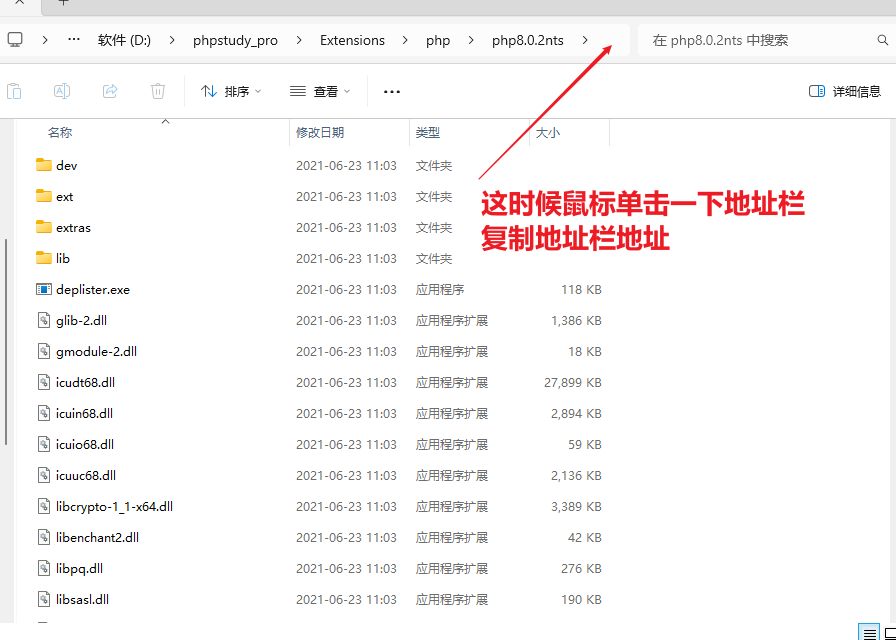 软件 (D:) phpstudy_pro Extensions php php8.0.2nts 在 php8.0.2nts 中搜索
排序 查看 详细信息
名称 修改日期 类型 大小
dev 2021-06-23 11:03 文件夹
ext 2021-06-23 11:03 文件夹
extras 2021-06-23 11:03 文件夹
lib 2021-06-23 11:03 文件夹
这时候鼠标单击一下地址栏
复制地址栏地址
deplister.exe 2021-06-23 11:03 应用程序 118 KB
glib-2.dll 2021-06-23 11:03 应用程序扩展 1,386 KB
gmodule-2.dll 2021-06-23 11:03 应用程序扩展 18 KB
icudt68.dll 2021-06-23 11:03 应用程序扩展 27,899 KB
icuin68.dll 2021-06-23 11:03 应用程序扩展 2,894 KB
icuio68.dll 2021-06-23 11:03 应用程序扩展 59 KB
icuuc68.dll 2021-06-23 11:03 应用程序扩展 2,136 KB
libcrypto-1_1-x64.dll 2021-06-23 11:03 应用程序扩展 3,389 KB
libenchant2.dll 2021-06-23 11:03 应用程序扩展 42 KB
libpq.dll 2021-06-23 11:03 应用程序扩展 276 KB
libsasl.dll 2021-06-23 11:03 应用程序扩展 190 KB